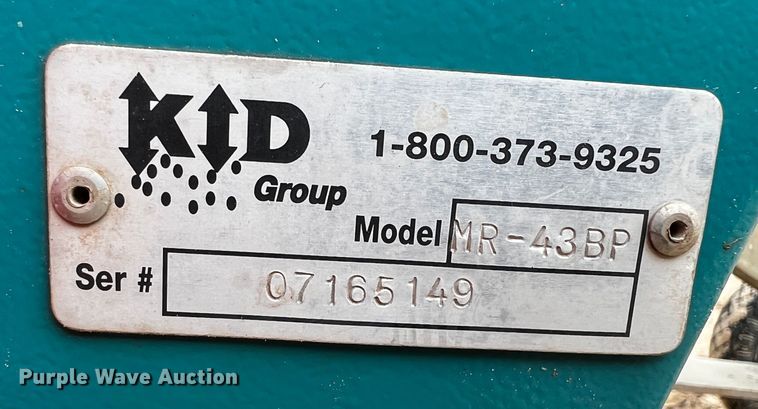 KID
Group
1-800-373-9325
Model MR-43BP
Ser # 07165149
Purple Wave Auction